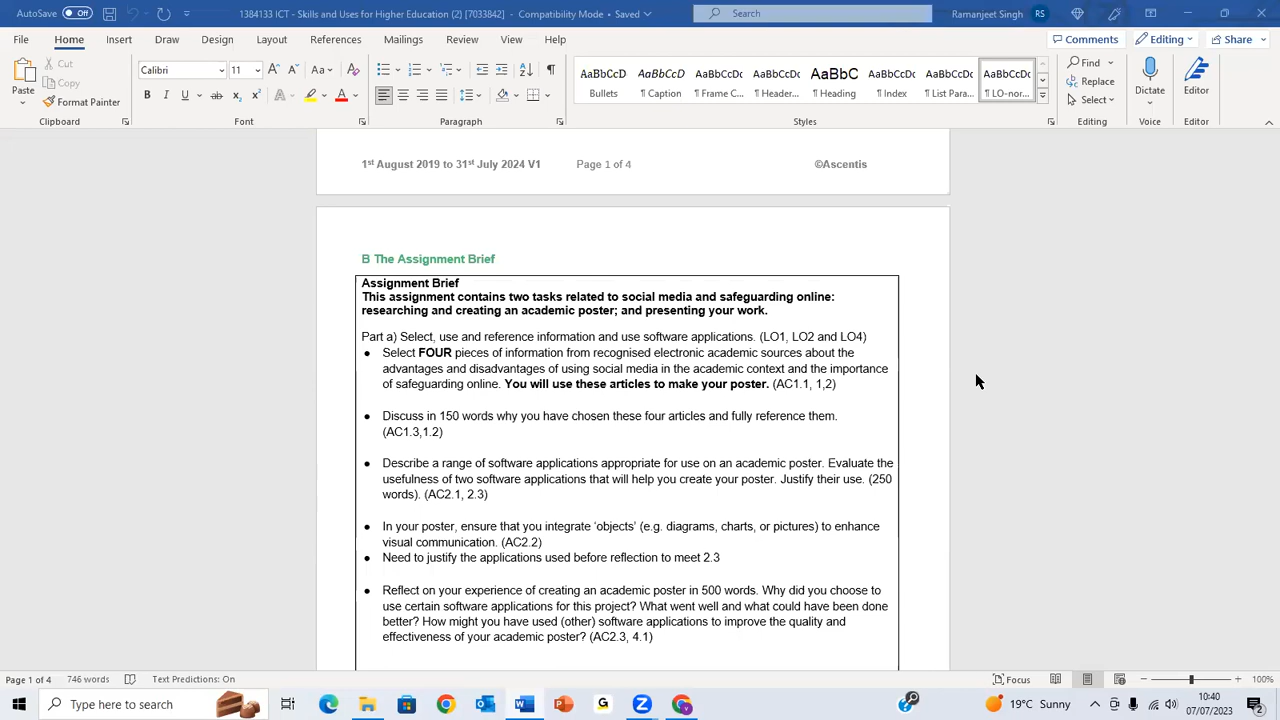 AutoSave Off 1384133 ICT - Skills and Uses for Higher Education) [7033842] - Compatibility Mode • Saved Search Ramanjeet Singh RS
File Home Insert Draw Design Layout References Mailings Review View Help Comments Editing Share
Paste Cut Copy Format Painter
Calibri 11 Aa
AaBbCcD AaBbCcD AaBbCcDc AaBbCcDc AaBbC AaBbCcDc AaBbCcDc AaBbCcDc
Bullets ¶ Caption ¶ Frame C... ¶ Header... ¶ Heading ¶ Index ¶ List Para... ¶ LO-nor...
Find Replace Select Dictate Editor
Clipboard Font Paragraph Styles Editing Voice Editor
1st August 2019 to 31st July 2024 V1 Page 1 of 4 ©Ascentis
B The Assignment Brief
Assignment Brief
This assignment contains two tasks related to social media and safeguarding online:
researching and creating an academic poster; and presenting your work.
Part a) Select, use and reference information and use software applications. (LO1, LO2 and LO4)
● Select FOUR pieces of information from recognised electronic academic sources about the
advantages and disadvantages of using social media in the academic context and the importance
of safeguarding online. You will use these articles to make your poster. (AC1.1, 1,2)
● Discuss in 150 words why you have chosen these four articles and fully reference them.
(AC1.3,1.2)
● Describe a range of software applications appropriate for use on an academic poster. Evaluate the
usefulness of two software applications that will help you create your poster. Justify their use. (250
words). (AC2.1, 2.3)
● In your poster, ensure that you integrate ‘objects’ (e.g. diagrams, charts, or pictures) to enhance
visual communication. (AC2.2)
● Need to justify the applications used before reflection to meet 2.3
● Reflect on your experience of creating an academic poster in 500 words. Why did you choose to
use certain software applications for this project? What went well and what could have been done
better? How might you have used (other) software applications to improve the quality and
effectiveness of your academic poster? (AC2.3, 4.1)
Page 1 of 4 746 words Text Predictions: On Focus 100%
Type here to search 19°C Sunny 10:40
07/07/2023 2